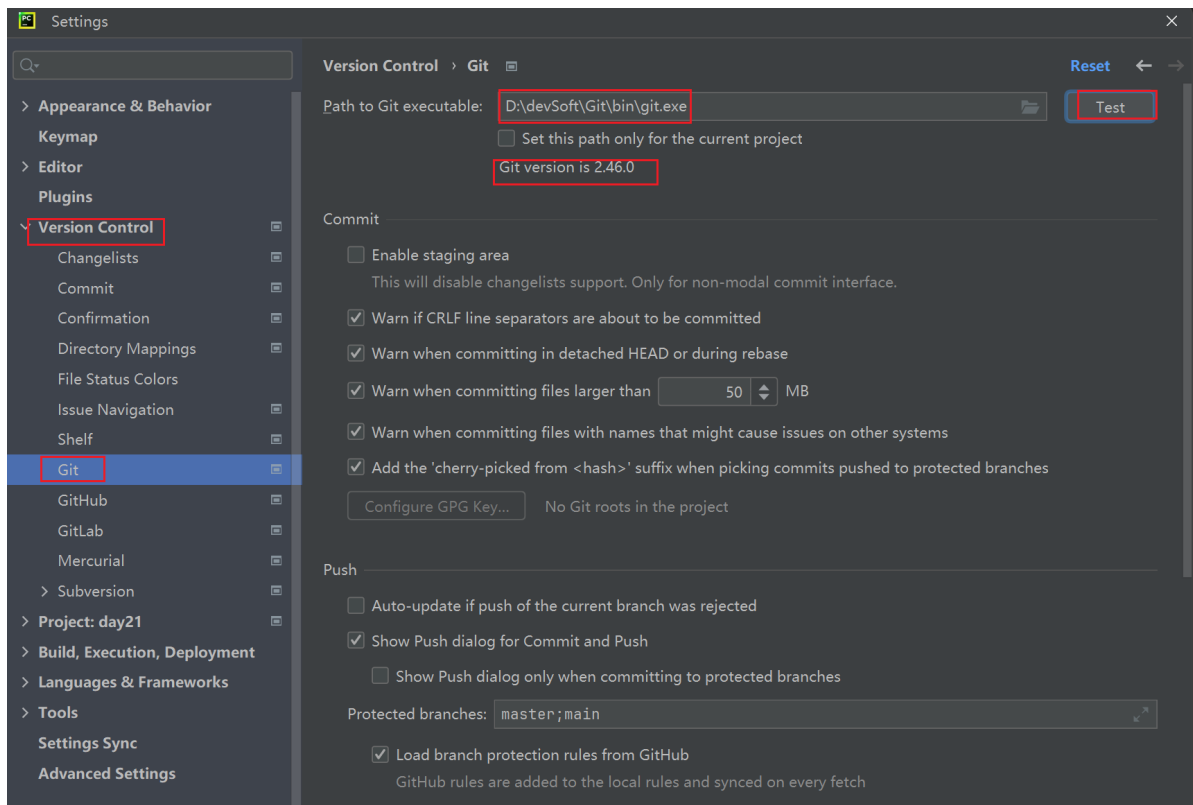 PC
Settings
Appearance & Behavior
Keymap
Editor
Plugins
Version Control
Changelists
Commit
Confirmation
Directory Mappings
File Status Colors
Issue Navigation
Shelf
Git
GitHub
GitLab
Mercurial
Subversion
Project: day21
Build, Execution, Deployment
Languages & Frameworks
Tools
Settings Sync
Advanced Settings
Version Control › Git
Reset
Path to Git executable: D:\devSoft\Git\bin\git.exe
Test
Set this path only for the current project
Git version is 2.46.0
Commit
Enable staging area
This will disable changelists support. Only for non-modal commit interface.
Warn if CRLF line separators are about to be committed
Warn when committing in detached HEAD or during rebase
Warn when committing files larger than 50 MB
Warn when committing files with names that might cause issues on other systems
Add the 'cherry-picked from <hash>' suffix when picking commits pushed to protected branches
Configure GPG Key... No Git roots in the project
Push
Auto-update if push of the current branch was rejected
Show Push dialog for Commit and Push
Show Push dialog only when committing to protected branches
Protected branches: master;main
Load branch protection rules from GitHub
GitHub rules are added to the local rules and synced on every fetch